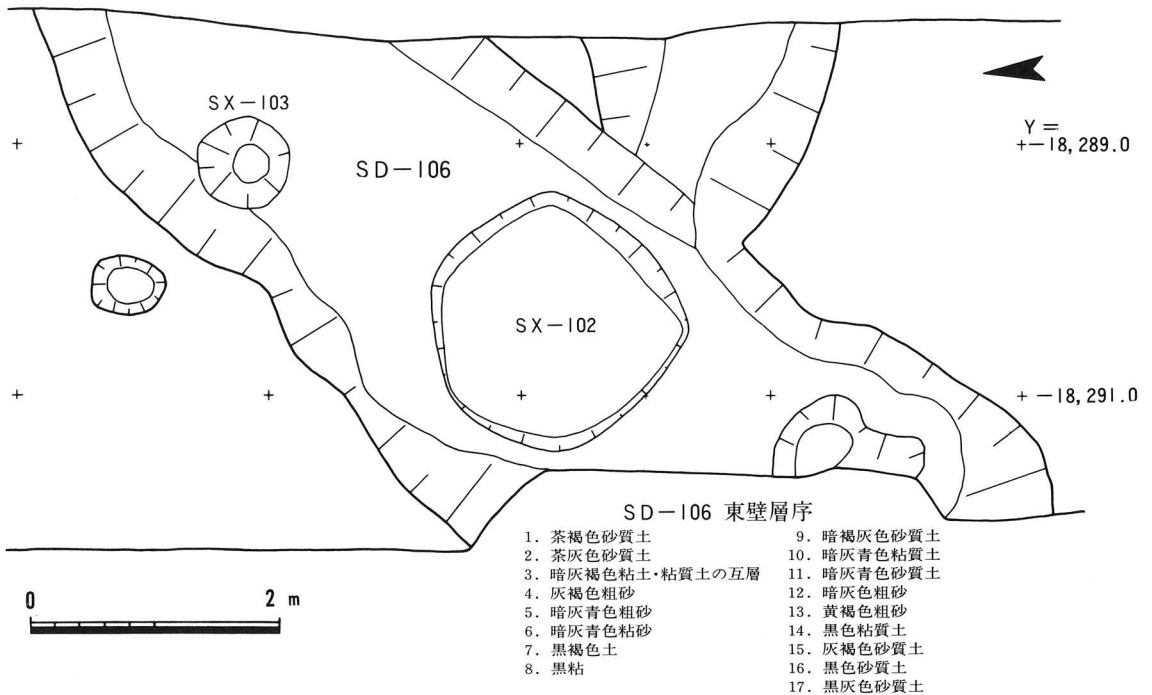 SX-103
Y=
-18,289.0
SD-106
SX-102
-18,291.0
SD-106 東壁層序
1. 茶褐色砂質土
2. 茶灰色砂質土
3. 暗灰褐色粘土・粘質土の互層
4. 灰褐色粗砂
5. 暗灰青色粗砂
6. 暗灰青色粘砂
7. 黒褐色土
8. 黒粘
9. 暗褐灰色砂質土
10. 暗灰青色粘質土
11. 暗灰青色砂質土
12. 暗灰色粗砂
13. 黄褐色粗砂
14. 黒色粘質土
15. 灰褐色砂質土
16. 黒色砂質土
17. 黒灰色砂質土
0 2 m